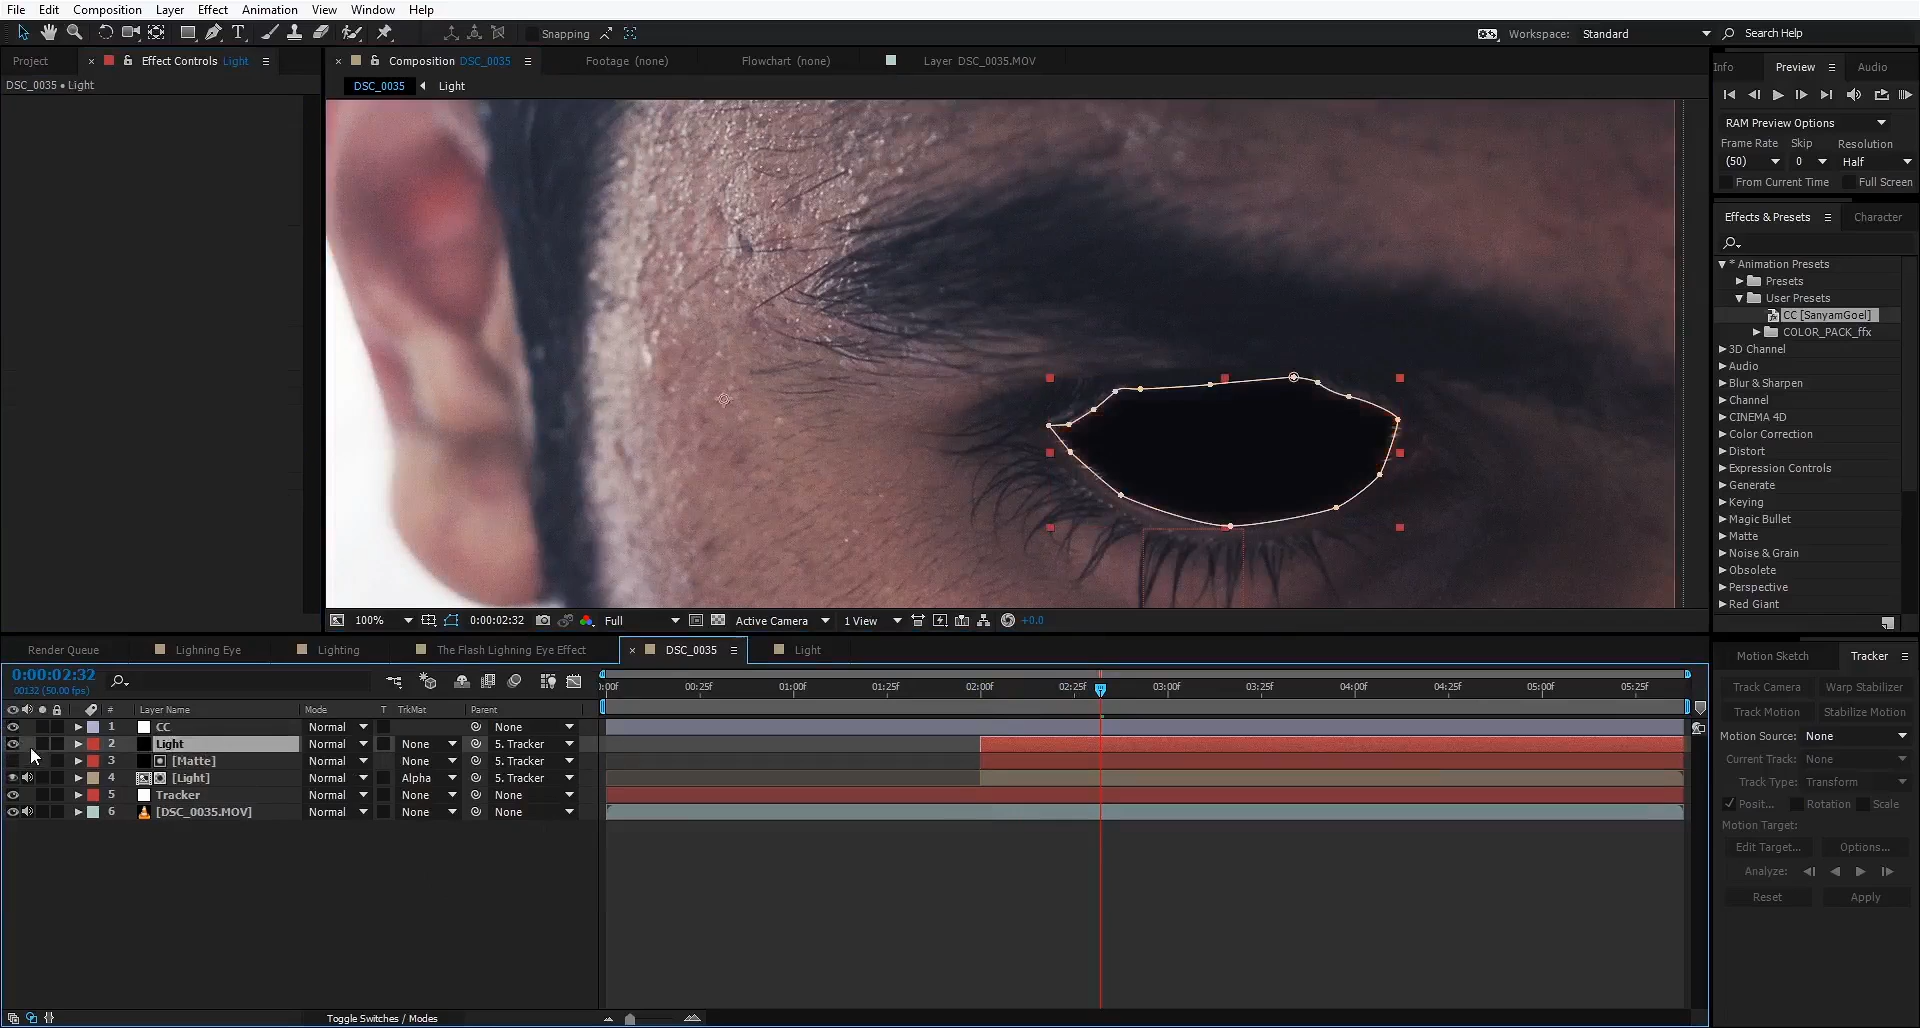 File Edit Composition Layer Effect Animation View Window Help
Snapping
Workspace: Standard
Search Help
Project
Effect Controls Light
Composition DSC_0035
Footage (none)
Flowchart (none)
Layer DSC_0035.MOV
Info
Preview
Audio
DSC_0035 • Light
DSC_0035
Light
RAM Preview Options
Frame Rate Skip Resolution
(50) 0 Half
From Current Time Full Screen
Effects & Presets
Character
* Animation Presets
Presets
User Presets
CC [SanyamGoel]
COLOR_PACK_ffx
3D Channel
Audio
Blur & Sharpen
Channel
CINEMA 4D
Color Correction
Distort
Expression Controls
Generate
Keying
Magic Bullet
Matte
Noise & Grain
Obsolete
Perspective
Red Giant
100%
0:00:02:32
Full
Active Camera
1 View
+0.0
Render Queue
Lighning Eye
Lighting
The Flash Lighning Eye Effect
DSC_0035
Light
0:00:02:32
00132 (50.00 fps)
:00f 00:25f 01:00f 01:25f 02:00f 02:25f 03:00f 03:25f 04:00f 04:25f 05:00f 05:25f
# Layer Name Mode T TrkMat Parent
1 CC Normal None
2 Light Normal None 5. Tracker
3 [Matte] Normal None 5. Tracker
4 [Light] Normal Alpha 5. Tracker
5 Tracker Normal None None
6 [DSC_0035.MOV] Normal None None
Toggle Switches / Modes
Motion Sketch
Tracker
Track Camera Warp Stabilizer
Track Motion Stabilize Motion
Motion Source: None
Current Track: None
Track Type: Transform
Posit... Rotation Scale
Motion Target:
Edit Target... Options...
Analyze:
Reset Apply